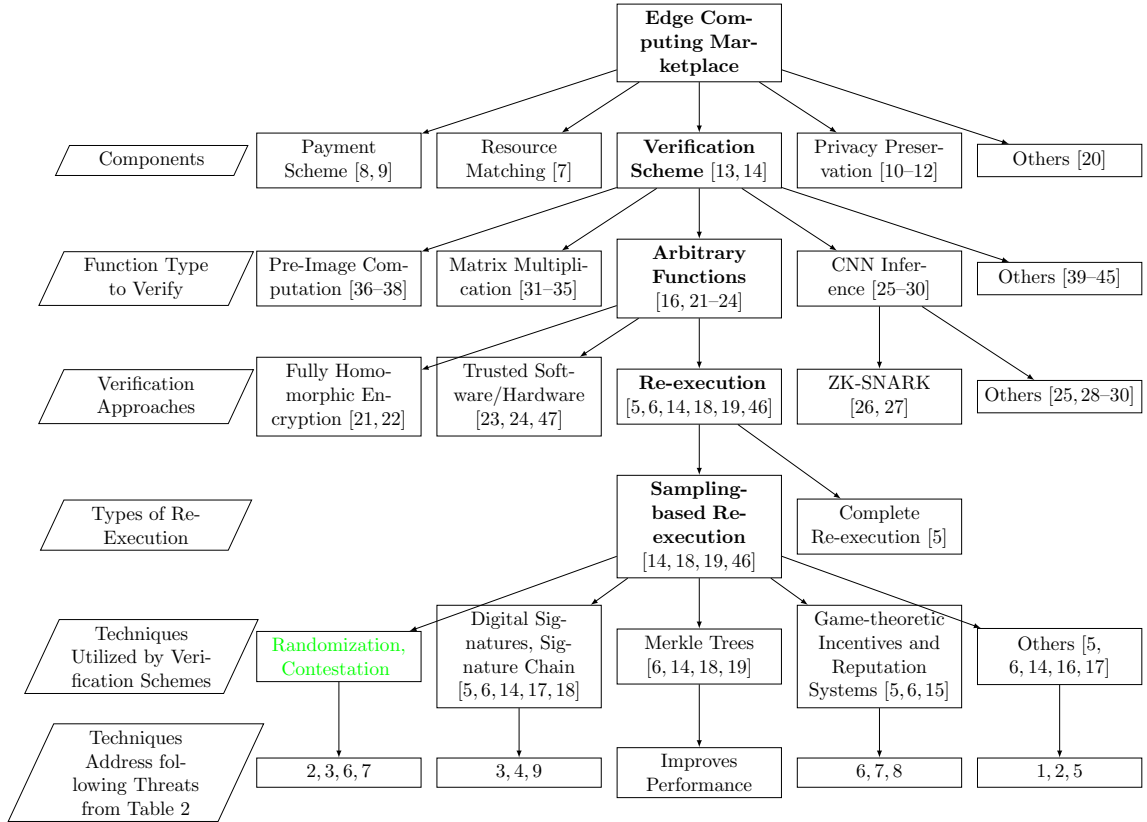 Edge Com-
puting Mar-
ketplace
Components
Payment
Scheme [8, 9]
Resource
Matching [7]
Verification
Scheme [13, 14]
Privacy Preser-
vation [10–12]
Others [20]
Function Type
to Verify
Pre-Image Com-
putation [36–38]
Matrix Multipli-
cation [31–35]
Arbitrary
Functions
[16, 21–24]
CNN Infer-
ence [25–30]
Others [39–45]
Verification
Approaches
Fully Homo-
morphic En-
cryption [21, 22]
Trusted Soft-
ware/Hardware
[23, 24, 47]
Re-execution
[5, 6, 14, 18, 19, 46]
ZK-SNARK
[26, 27]
Others [25, 28–30]
Types of Re-
Execution
Sampling-
based Re-
execution
[14, 18, 19, 46]
Complete
Re-execution [5]
Techniques
Utilized by Veri-
fication Schemes
Randomization,
Contestation
Digital Sig-
natures, Sig-
nature Chain
[5, 6, 14, 17, 18]
Merkle Trees
[6, 14, 18, 19]
Game-theoretic
Incentives and
Reputation
Systems [5, 6, 15]
Others [5,
6, 14, 16, 17]
Techniques
Address fol-
lowing Threats
from Table 2
2, 3, 6, 7
3, 4, 9
Improves
Performance
6, 7, 8
1, 2, 5